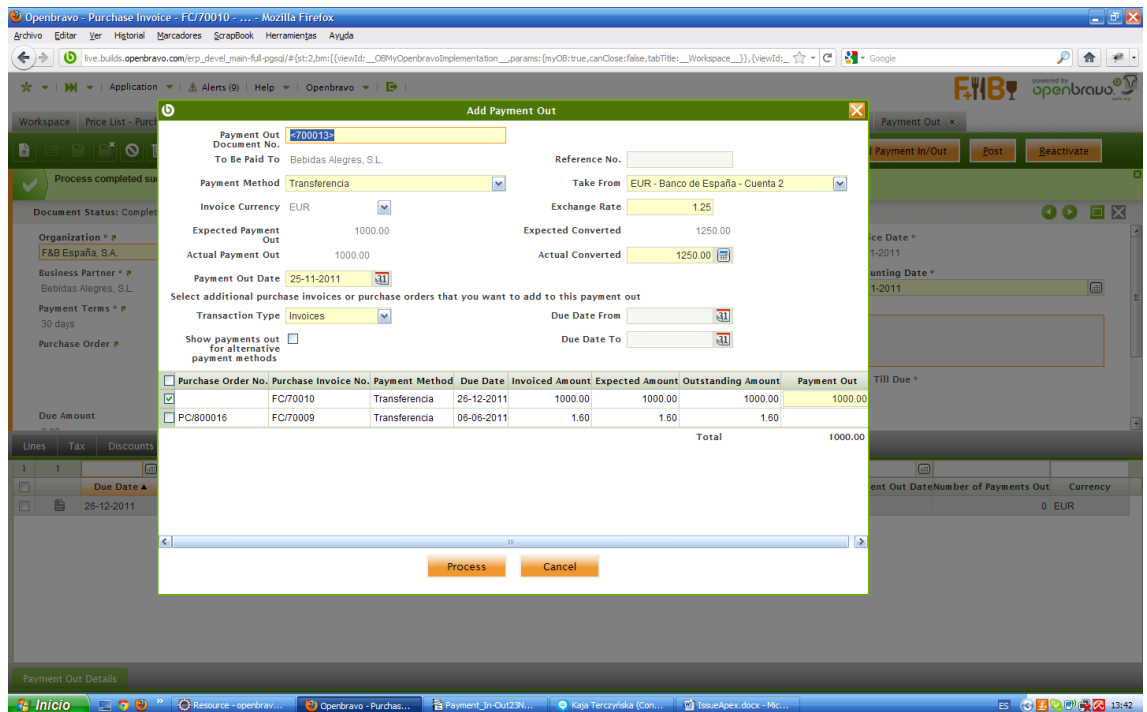 Openbravo - Purchase Invoice - FC/70010 - ... - Mozilla Firefox
Archivo Editar Ver Historial Marcadores ScrapBook Herramientas Ayuda
live.builds.openbravo.com/erp_devel_main-full-pgsql/#{st:2,bm:[{viewId:__OBMyOpenbravoImplementation__,params:{myOB:true,canClose:false,tabTitle:__Workspace__}},{viewId:_ Google
Application Alerts (9) Help Openbravo F&B powered by openbravo
Workspace Price List - Purch Payment Out x
Add Payment Out
Payment In/Out Post Reactivate
Process completed su
Document Status: Complet
Organization *
F&B España, S.A.
Business Partner *
Bebidas Alegres, S.L.
Payment Terms *
30 days
Purchase Order
Due Amount
0.00
ice Date *
1-2011
unting Date *
1-2011
Till Due *
Payment Out Document No. <700013>
To Be Paid To Bebidas Alegres, S.L. Reference No.
Payment Method Transferencia Take From EUR - Banco de España - Cuenta 2
Invoice Currency EUR Exchange Rate 1.25
Expected Payment Out 1000.00 Expected Converted 1250.00
Actual Payment Out 1000.00 Actual Converted 1250.00
Payment Out Date 25-11-2011 31
Select additional purchase invoices or purchase orders that you want to add to this payment out
Transaction Type Invoices Due Date From 31
Show payments out for alternative payment methods Due Date To 31
Purchase Order No. Purchase Invoice No. Payment Method Due Date Invoiced Amount Expected Amount Outstanding Amount Payment Out
FC/70010 Transferencia 26-12-2011 1000.00 1000.00 1000.00 1000.00
PC/800016 FC/70009 Transferencia 06-06-2011 1.60 1.60 1.60
Total 1000.00
Process Cancel
Lines Tax Discounts
1 1
Due Date ent Out Date Number of Payments Out Currency
26-12-2011 0 EUR
Payment Out Details
Inicio Resource - openbrav... Openbravo - Purchas... Payment_In-Out23N... Kaja Terczyńska (Con... IssueApex.docx - Mic... ES 13:42